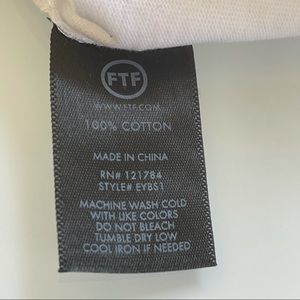 FTF
WWW.FTF.COM
100% COTTON
MADE IN CHINA
RN# 121784
STYLE# EYBS1
MACHINE WASH COLD
WITH LIKE COLORS
DO NOT BLEACH
TUMBLE DRY LOW
COOL IRON IF NEEDED